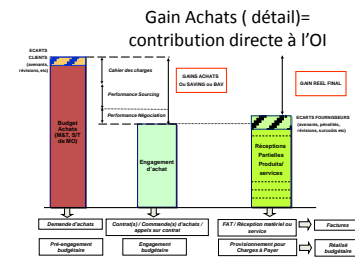 Gain Achats ( détail)=
contribution directe à l'OI
ECARTS
CLIENTS
(avenants,
révisions, etc)
Cahier des charges
Performance Sourcing
Performance Négociation
GAINS ACHATS
Ou SAVING ou BAV
GAIN REEL FINAL
ECARTS FOURNISSEURS
(avenants, pénalités,
révisions, surcoûts etc)
Budget
Achats
(M&T, S/T
de MO)
Engagement
d'achat
Réceptions
Partielles
Produits/
services
Demande d'achats
Contrat(s) / Commande(s) d'achats /
appels sur contrat
FAT / Réception matériel ou
service
Factures
Pré-engagement
budgétaire
Engagement
budgétaire
Provisionnement pour
Charges à Payer
Réalisé
budgétaire